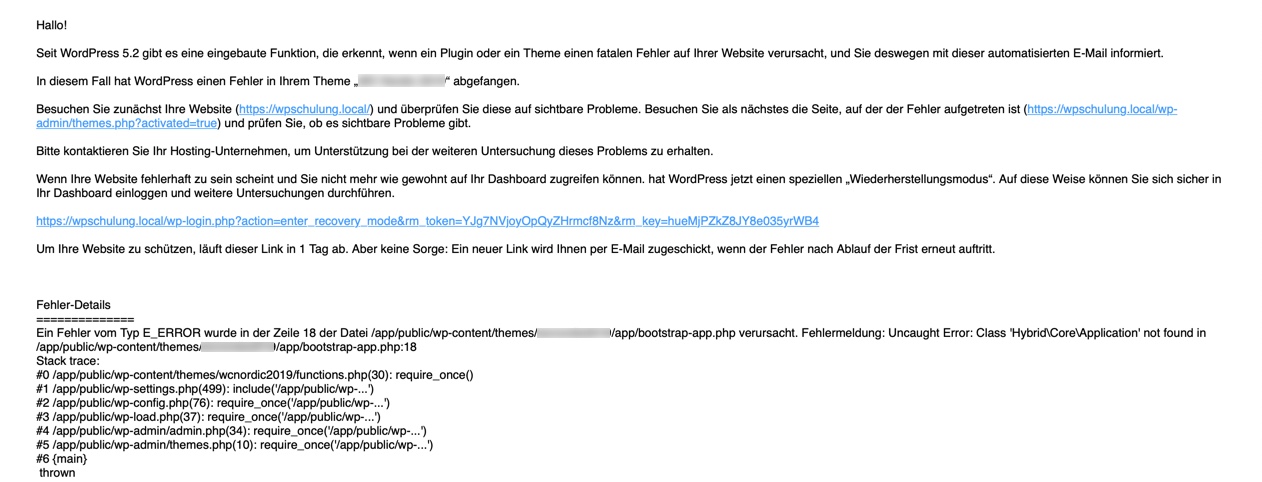 Hallo!
Seit WordPress 5.2 gibt es eine eingebaute Funktion, die erkennt, wenn ein Plugin oder ein Theme einen fatalen Fehler auf Ihrer Website verursacht, und Sie deswegen mit dieser automatisierten E-Mail informiert.
In diesem Fall hat WordPress einen Fehler in Ihrem Theme „“ abgefangen.
Besuchen Sie zunächst Ihre Website (https://wpschulung.local/) und überprüfen Sie diese auf sichtbare Probleme. Besuchen Sie als nächstes die Seite, auf der der Fehler aufgetreten ist (https://wpschulung.local/wp-
admin/themes.php?activated=true) und prüfen Sie, ob es sichtbare Probleme gibt.
Bitte kontaktieren Sie Ihr Hosting-Unternehmen, um Unterstützung bei der weiteren Untersuchung dieses Problems zu erhalten.
Wenn Ihre Website fehlerhaft zu sein scheint und Sie nicht mehr wie gewohnt auf Ihr Dashboard zugreifen können. hat WordPress jetzt einen speziellen „Wiederherstellungsmodus“. Auf diese Weise können Sie sich sicher in
Ihr Dashboard einloggen und weitere Untersuchungen durchführen.
https://wpschulung.local/wp-login.php?action=enter_recovery_mode&rm_token=YJg7NVjoyOpQyZHrmcf8Nz&rm_key=hueMjPZkZ8JY8e035yrWB4
Um Ihre Website zu schützen, läuft dieser Link in 1 Tag ab. Aber keine Sorge: Ein neuer Link wird Ihnen per E-Mail zugeschickt, wenn der Fehler nach Ablauf der Frist erneut auftritt.
Fehler-Details
==============
Ein Fehler vom Typ E_ERROR wurde in der Zeile 18 der Datei /app/public/wp-content/themes/ /app/bootstrap-app.php verursacht. Fehlermeldung: Uncaught Error: Class 'Hybrid\Core\Application' not found in
/app/public/wp-content/themes/ /app/bootstrap-app.php:18
Stack trace:
#0 /app/public/wp-content/themes/wcnordic2019/functions.php(30): require_once()
#1 /app/public/wp-settings.php(499): include('/app/public/wp-...')
#2 /app/public/wp-config.php(76): require_once('/app/public/wp-...')
#3 /app/public/wp-load.php(37): require_once('/app/public/wp-...')
#4 /app/public/wp-admin/admin.php(34): require_once('/app/public/wp-...')
#5 /app/public/wp-admin/themes.php(10): require_once('/app/public/wp-...')
#6 {main}
thrown